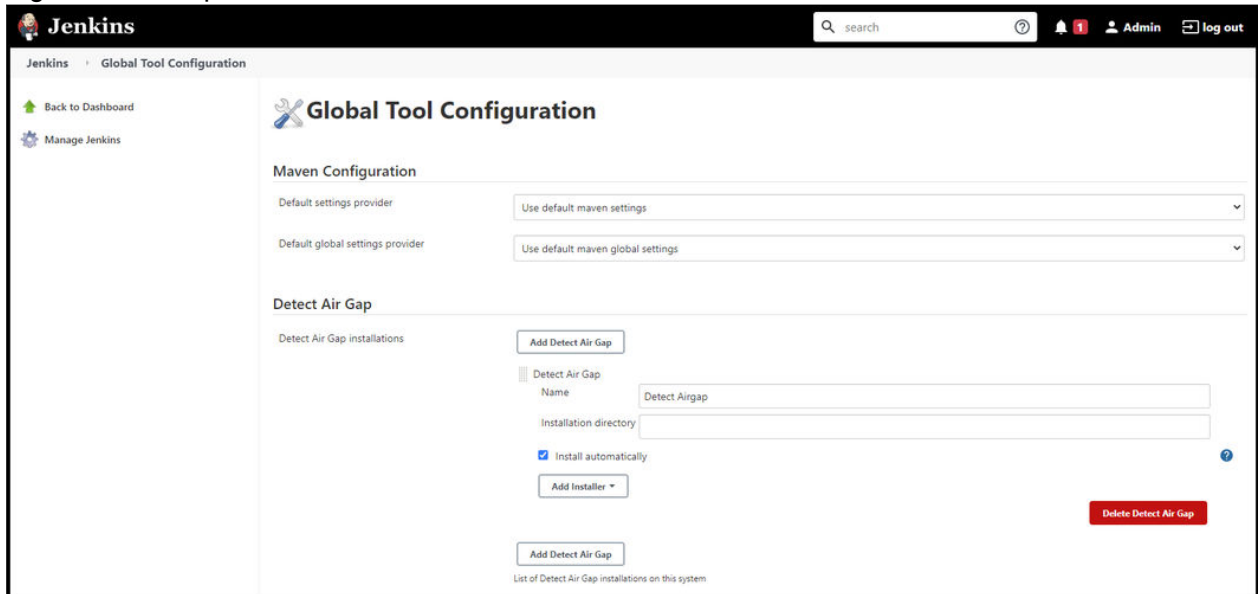 Jenkins
search
1
Admin
log out
Jenkins
Global Tool Configuration
Back to Dashboard
Manage Jenkins
Global Tool Configuration
Maven Configuration
Default settings provider
Use default maven settings
Default global settings provider
Use default maven global settings
Detect Air Gap
Detect Air Gap installations
Add Detect Air Gap
Detect Air Gap
Name
Detect Airgap
Installation directory
Install automatically
Add Installer
Delete Detect Air Gap
Add Detect Air Gap
List of Detect Air Gap installations on this system